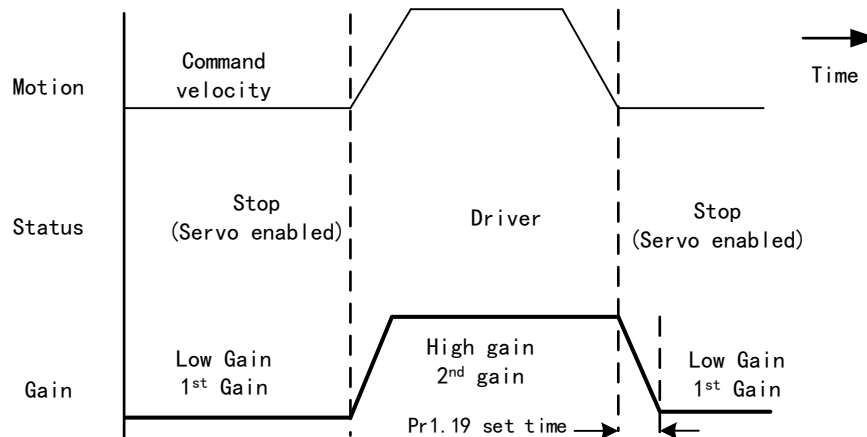 Motion
Command
velocity
Time
Status
Stop
(Servo enabled)
Driver
Stop
(Servo enabled)
Gain
Low Gain
1st Gain
High gain
2nd gain
Low Gain
1st Gain
Pr1.19 set time